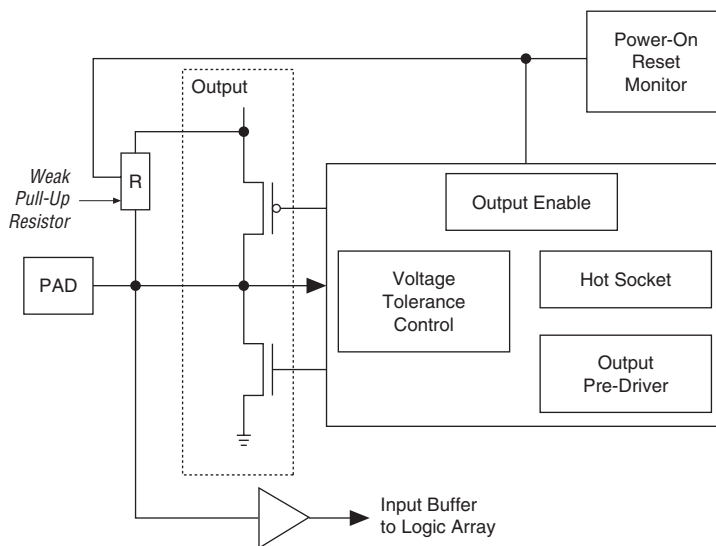 Power-On
Reset
Monitor
Output
Weak
Pull-Up
Resistor
R
Output Enable
PAD
Voltage
Tolerance
Control
Hot Socket
Output
Pre-Driver
Input Buffer
to Logic Array